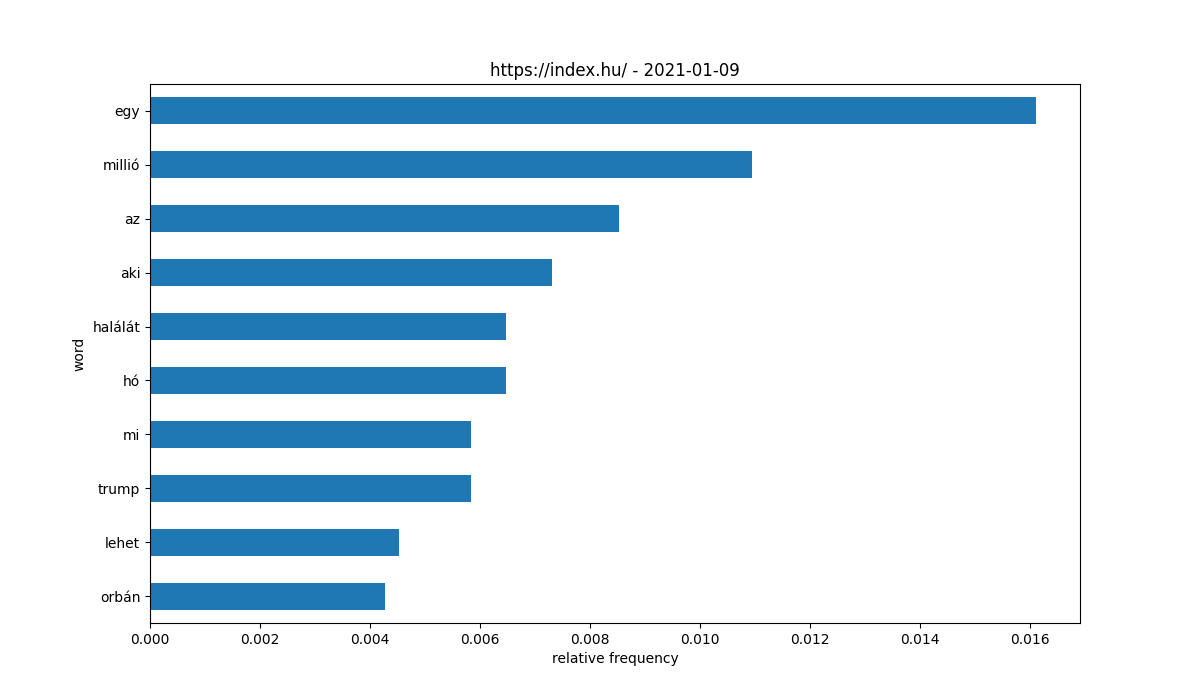 https://index.hu/ - 2021-01-09
egy
millió
az
aki
halálát
hó
mi
trump
lehet
orbán
word
0.000 0.002 0.004 0.006 0.008 0.010 0.012 0.014 0.016
relative frequency